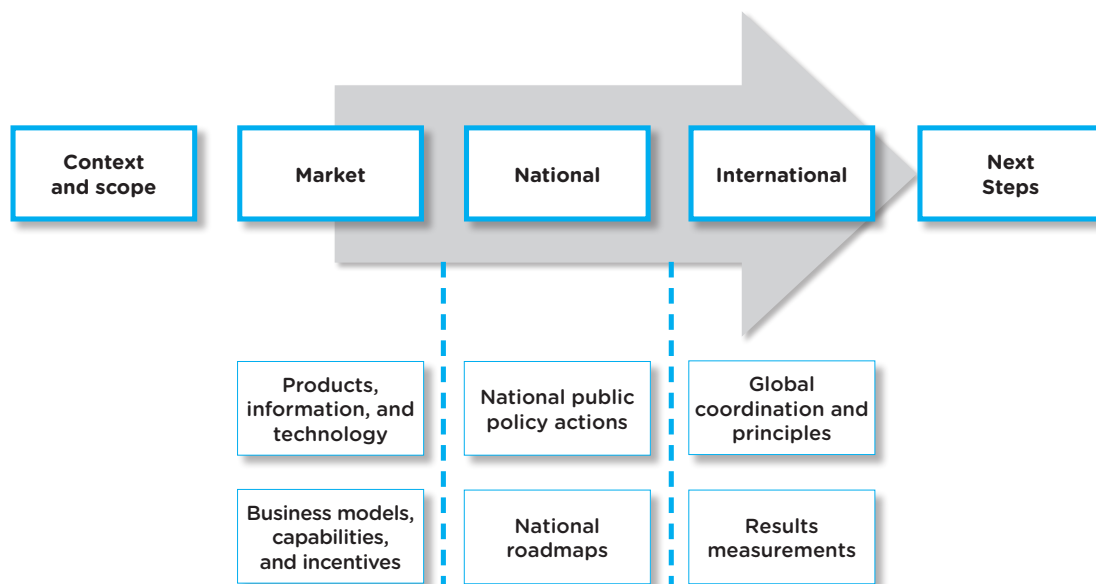 Context
and scope
Market
National
International
Next
Steps
Products,
information, and
technology
National public
policy actions
Global
coordination and
principles
Business models,
capabilities,
and incentives
National
roadmaps
Results
measurements